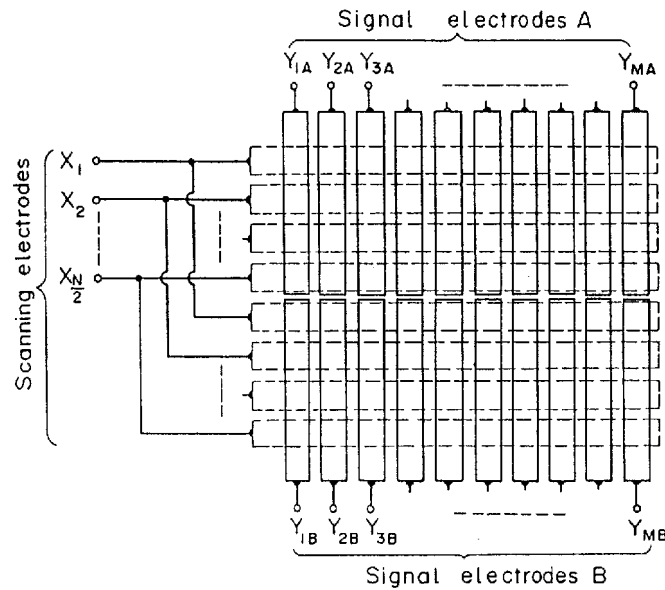 Signal electrodes A
Y1A Y2A Y3A YMA
Scanning electrodes
X1
X2
XN/2
Y1B Y2B Y3B YMB
Signal electrodes B